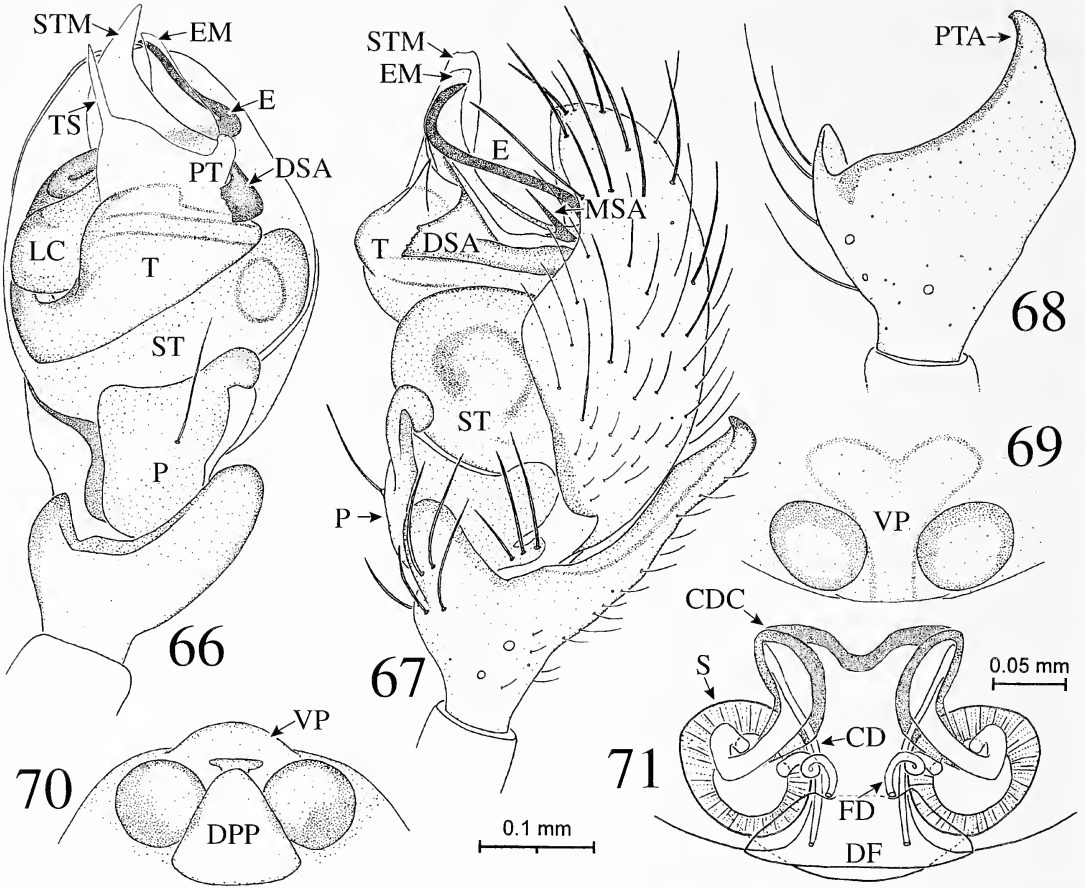 STM
EM
TS
E
PT
DSA
LC
T
ST
P
66
STM
EM
E
MSA
T
DSA
ST
P
67
PTA
68
69
VP
70
VP
DPP
0.1 mm
CDC
S
0.05 mm
CD
71
FD
DF